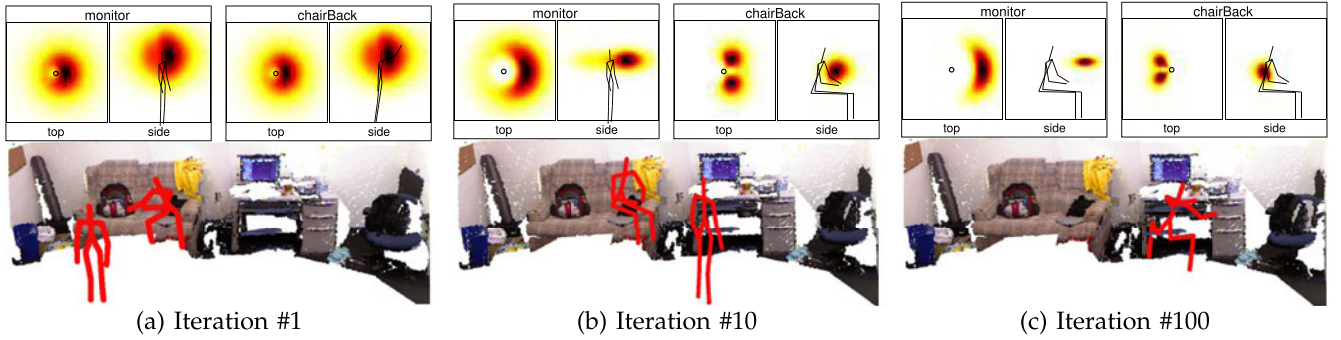 monitor chairBack
top side top side
(a) Iteration #1
monitor chairBack
top side top side
(b) Iteration #10
monitor chairBack
top side top side
(c) Iteration #100